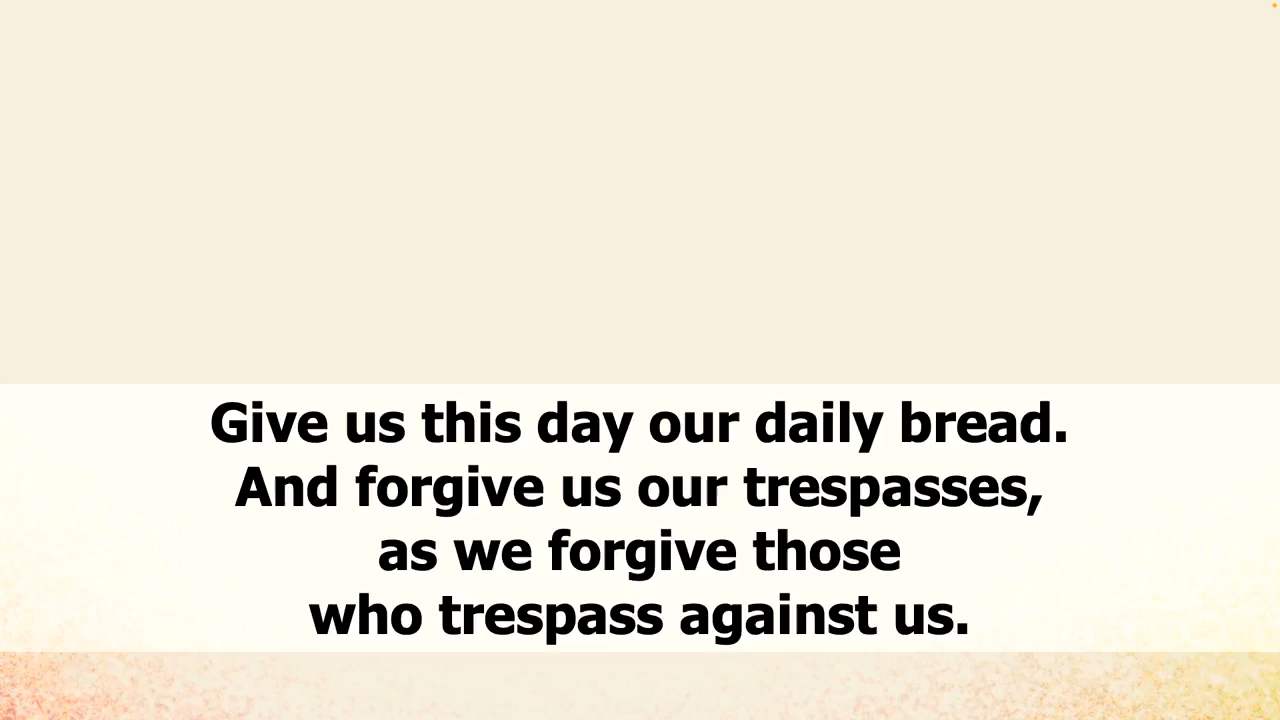 Give us this day our daily bread.
And forgive us our trespasses,
as we forgive those
who trespass against us.